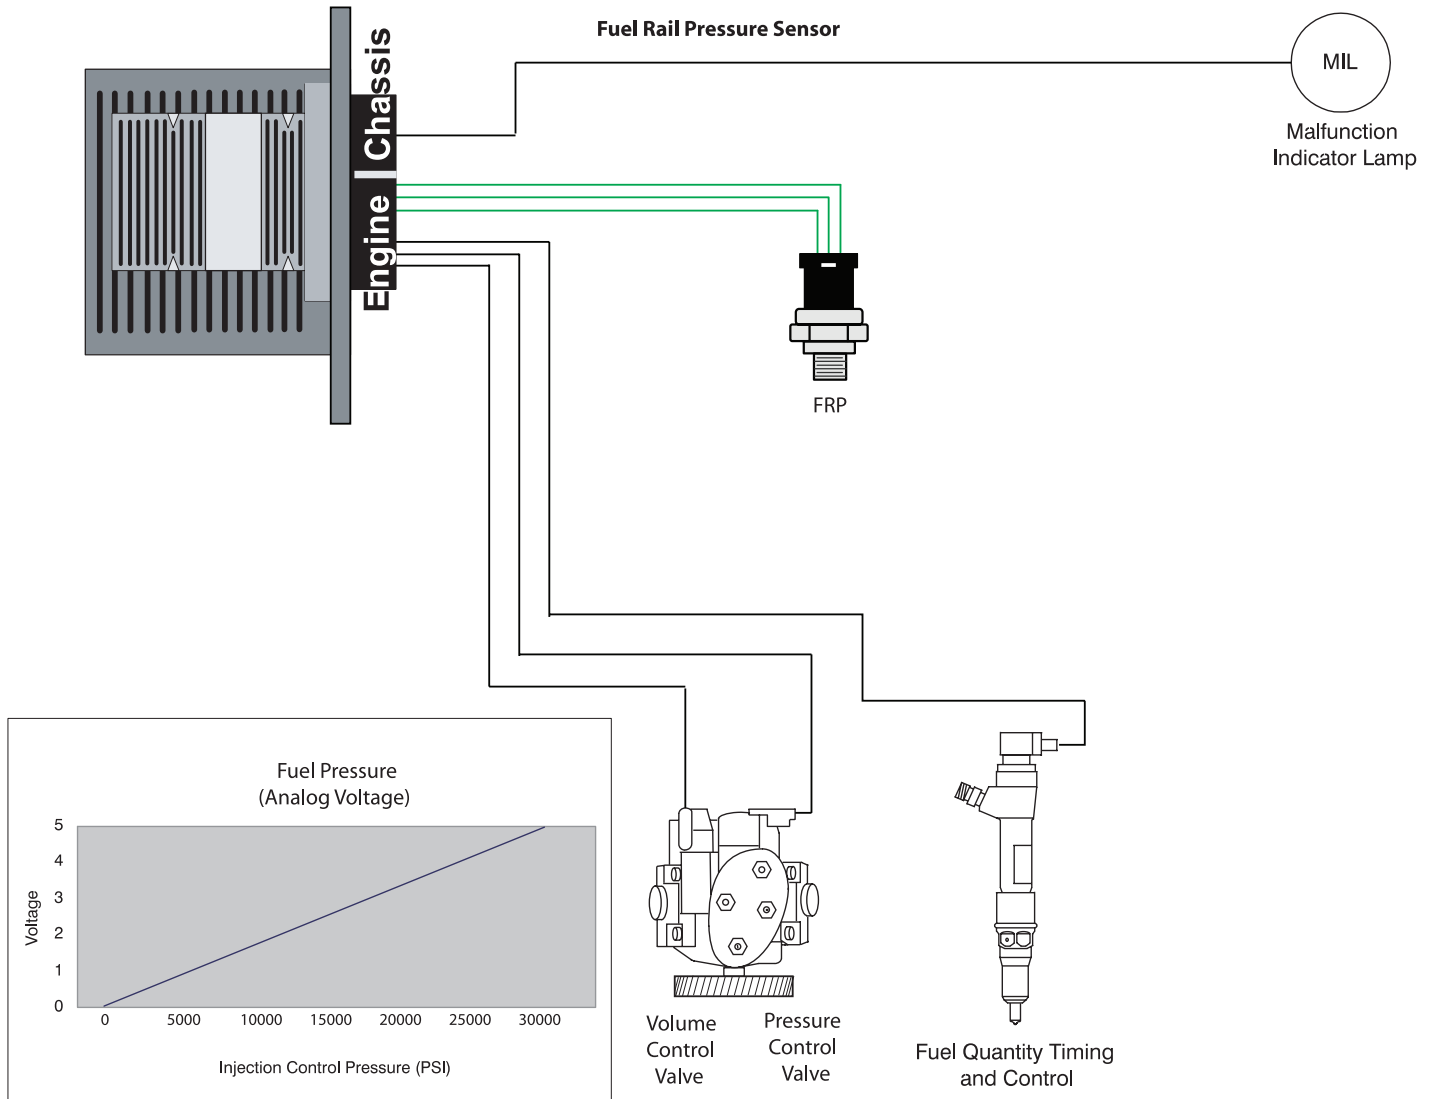 Fuel Rail Pressure Sensor
MIL
Malfunction
Indicator Lamp
Chassis
Engine
FRP
Fuel Pressure
(Analog Voltage)
Voltage
5
4
3
2
1
0
0 5000 10000 15000 20000 25000 30000
Injection Control Pressure (PSI)
Volume
Control
Valve
Pressure
Control
Valve
Fuel Quantity Timing
and Control